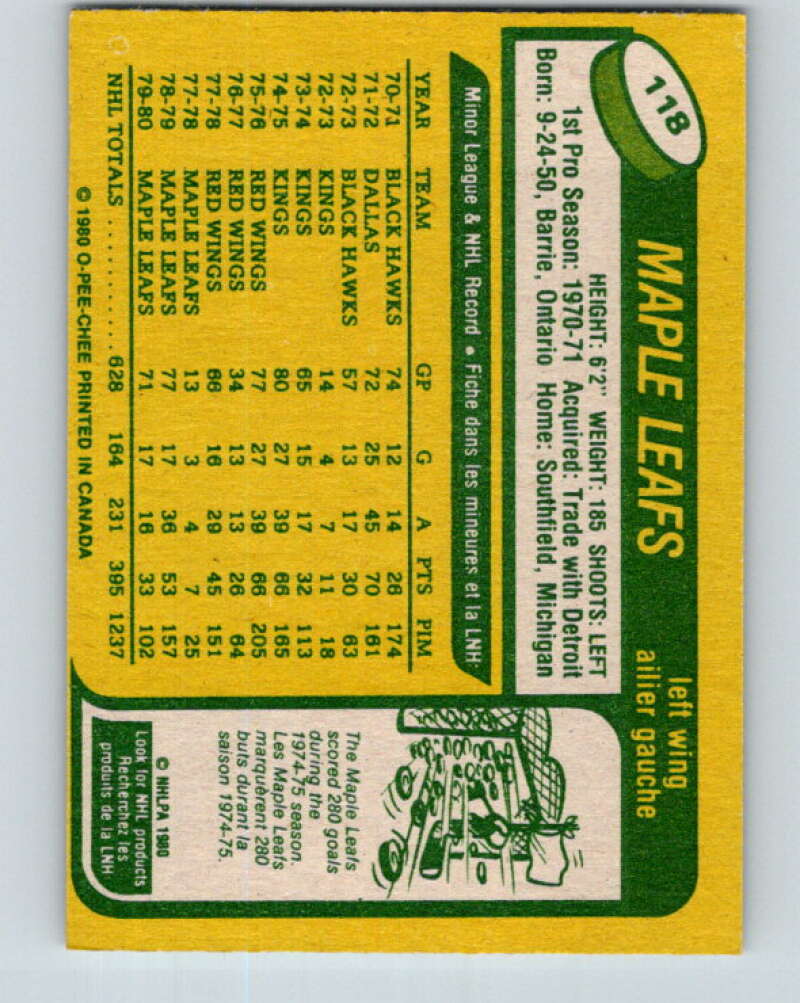 118
MAPLE LEAFS
left wing
ailier gauche
HEIGHT: 6'2" WEIGHT: 185 SHOOTS: LEFT
1st Pro Season: 1970-71 Acquired: Trade with Detroit
Born: 9-24-50, Barrie, Ontario Home: Southfield, Michigan
Minor League & NHL Record • Fiche dans les mineures et la LNH
YEAR TEAM GP G A PTS PIM
70-71 BLACK HAWKS 74 12 14 26 174
71-72 DALLAS 72 25 45 70 161
72-73 BLACK HAWKS 57 13 17 30 63
72-73 KINGS 14 4 7 11 18
73-74 KINGS 65 15 17 32 113
74-75 KINGS 80 27 39 66 165
75-76 RED WINGS 77 27 39 66 205
76-77 RED WINGS 34 13 13 26 64
77-78 RED WINGS 66 16 29 45 151
77-78 MAPLE LEAFS 13 3 4 7 25
78-79 MAPLE LEAFS 77 17 36 53 157
79-80 MAPLE LEAFS 71 17 16 33 102
NHL TOTALS .......... 628 164 231 395 1237
© 1980 O-PEE-CHEE PRINTED IN CANADA
The Maple Leafs
scored 280 goals
during the
1974-75 season.
Les Maple Leafs
marquèrent 280
buts durant la
saison 1974-75.
© NHLPA 1980
Look for NHL products
Recherchez les
produits de la LNH